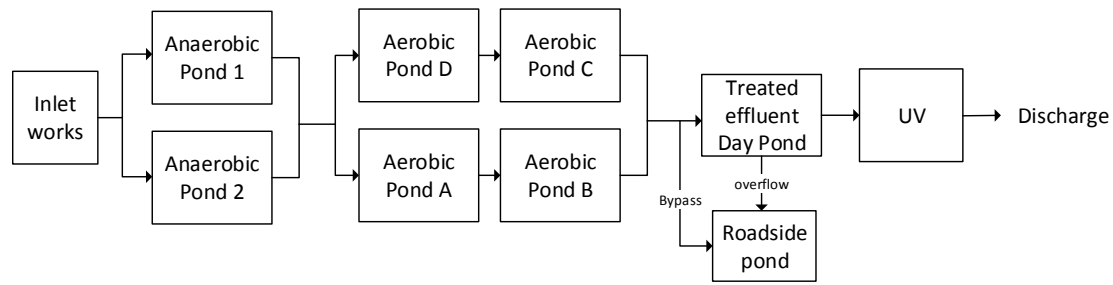 Inlet
works
Anaerobic
Pond 1
Anaerobic
Pond 2
Aerobic
Pond D
Aerobic
Pond C
Aerobic
Pond A
Aerobic
Pond B
Treated
effluent
Day Pond
UV
Discharge
overflow
Bypass
Roadside
pond